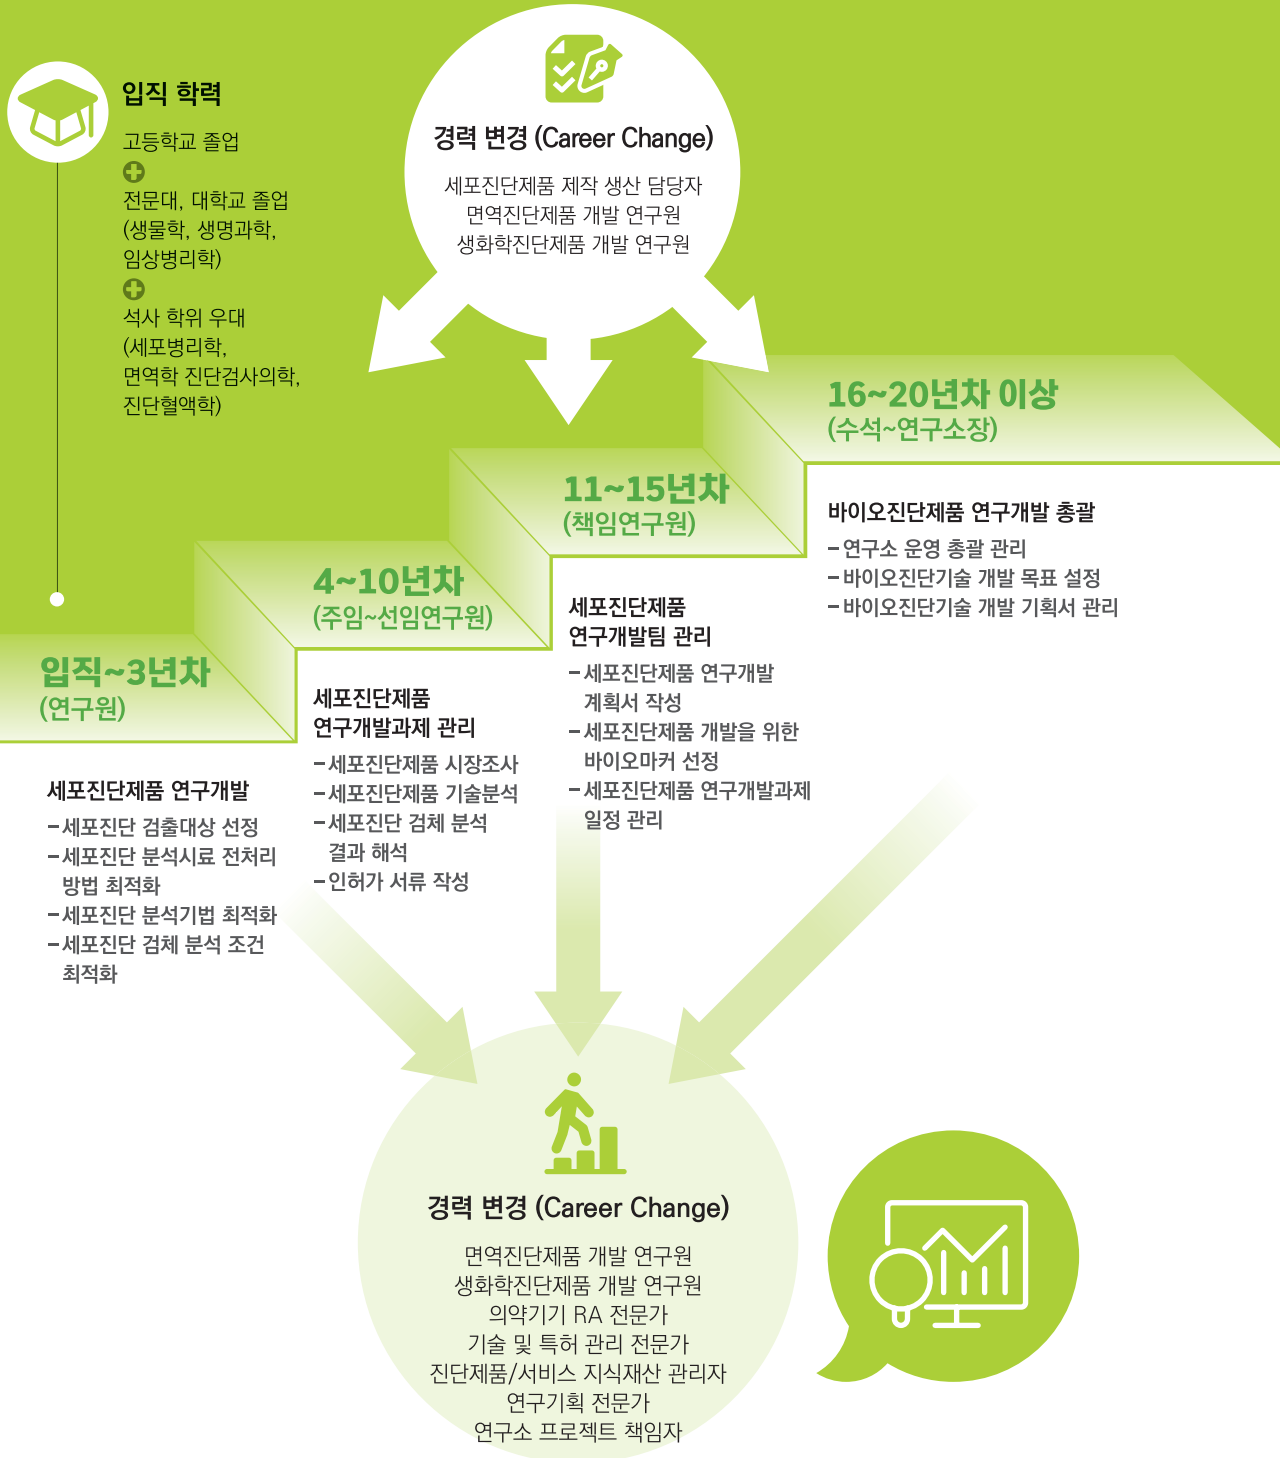 입직 학력
고등학교 졸업
전문대, 대학교 졸업
(생물학, 생명과학,
임상병리학)
석사 학위 우대
(세포병리학,
면역학 진단검사의학,
진단혈액학)
경력 변경 (Career Change)
세포진단제품 제작 생산 담당자
면역진단제품 개발 연구원
생화학진단제품 개발 연구원
입직~3년차
(연구원)
세포진단제품 연구개발
– 세포진단 검출대상 선정
– 세포진단 분석시료 전처리
방법 최적화
– 세포진단 분석기법 최적화
– 세포진단 검체 분석 조건
최적화
4~10년차
(주임~선임연구원)
세포진단제품
연구개발과제 관리
– 세포진단제품 시장조사
– 세포진단제품 기술분석
– 세포진단 검체 분석
결과 해석
– 인허가 서류 작성
11~15년차
(책임연구원)
세포진단제품
연구개발팀 관리
– 세포진단제품 연구개발
계획서 작성
– 세포진단제품 개발을 위한
바이오마커 선정
– 세포진단제품 연구개발과제
일정 관리
16~20년차 이상
(수석~연구소장)
바이오진단제품 연구개발 총괄
– 연구소 운영 총괄 관리
– 바이오진단기술 개발 목표 설정
– 바이오진단기술 개발 기획서 관리
경력 변경 (Career Change)
면역진단제품 개발 연구원
생화학진단제품 개발 연구원
의약기기 RA 전문가
기술 및 특허 관리 전문가
진단제품/서비스 지식재산 관리자
연구기획 전문가
연구소 프로젝트 책임자